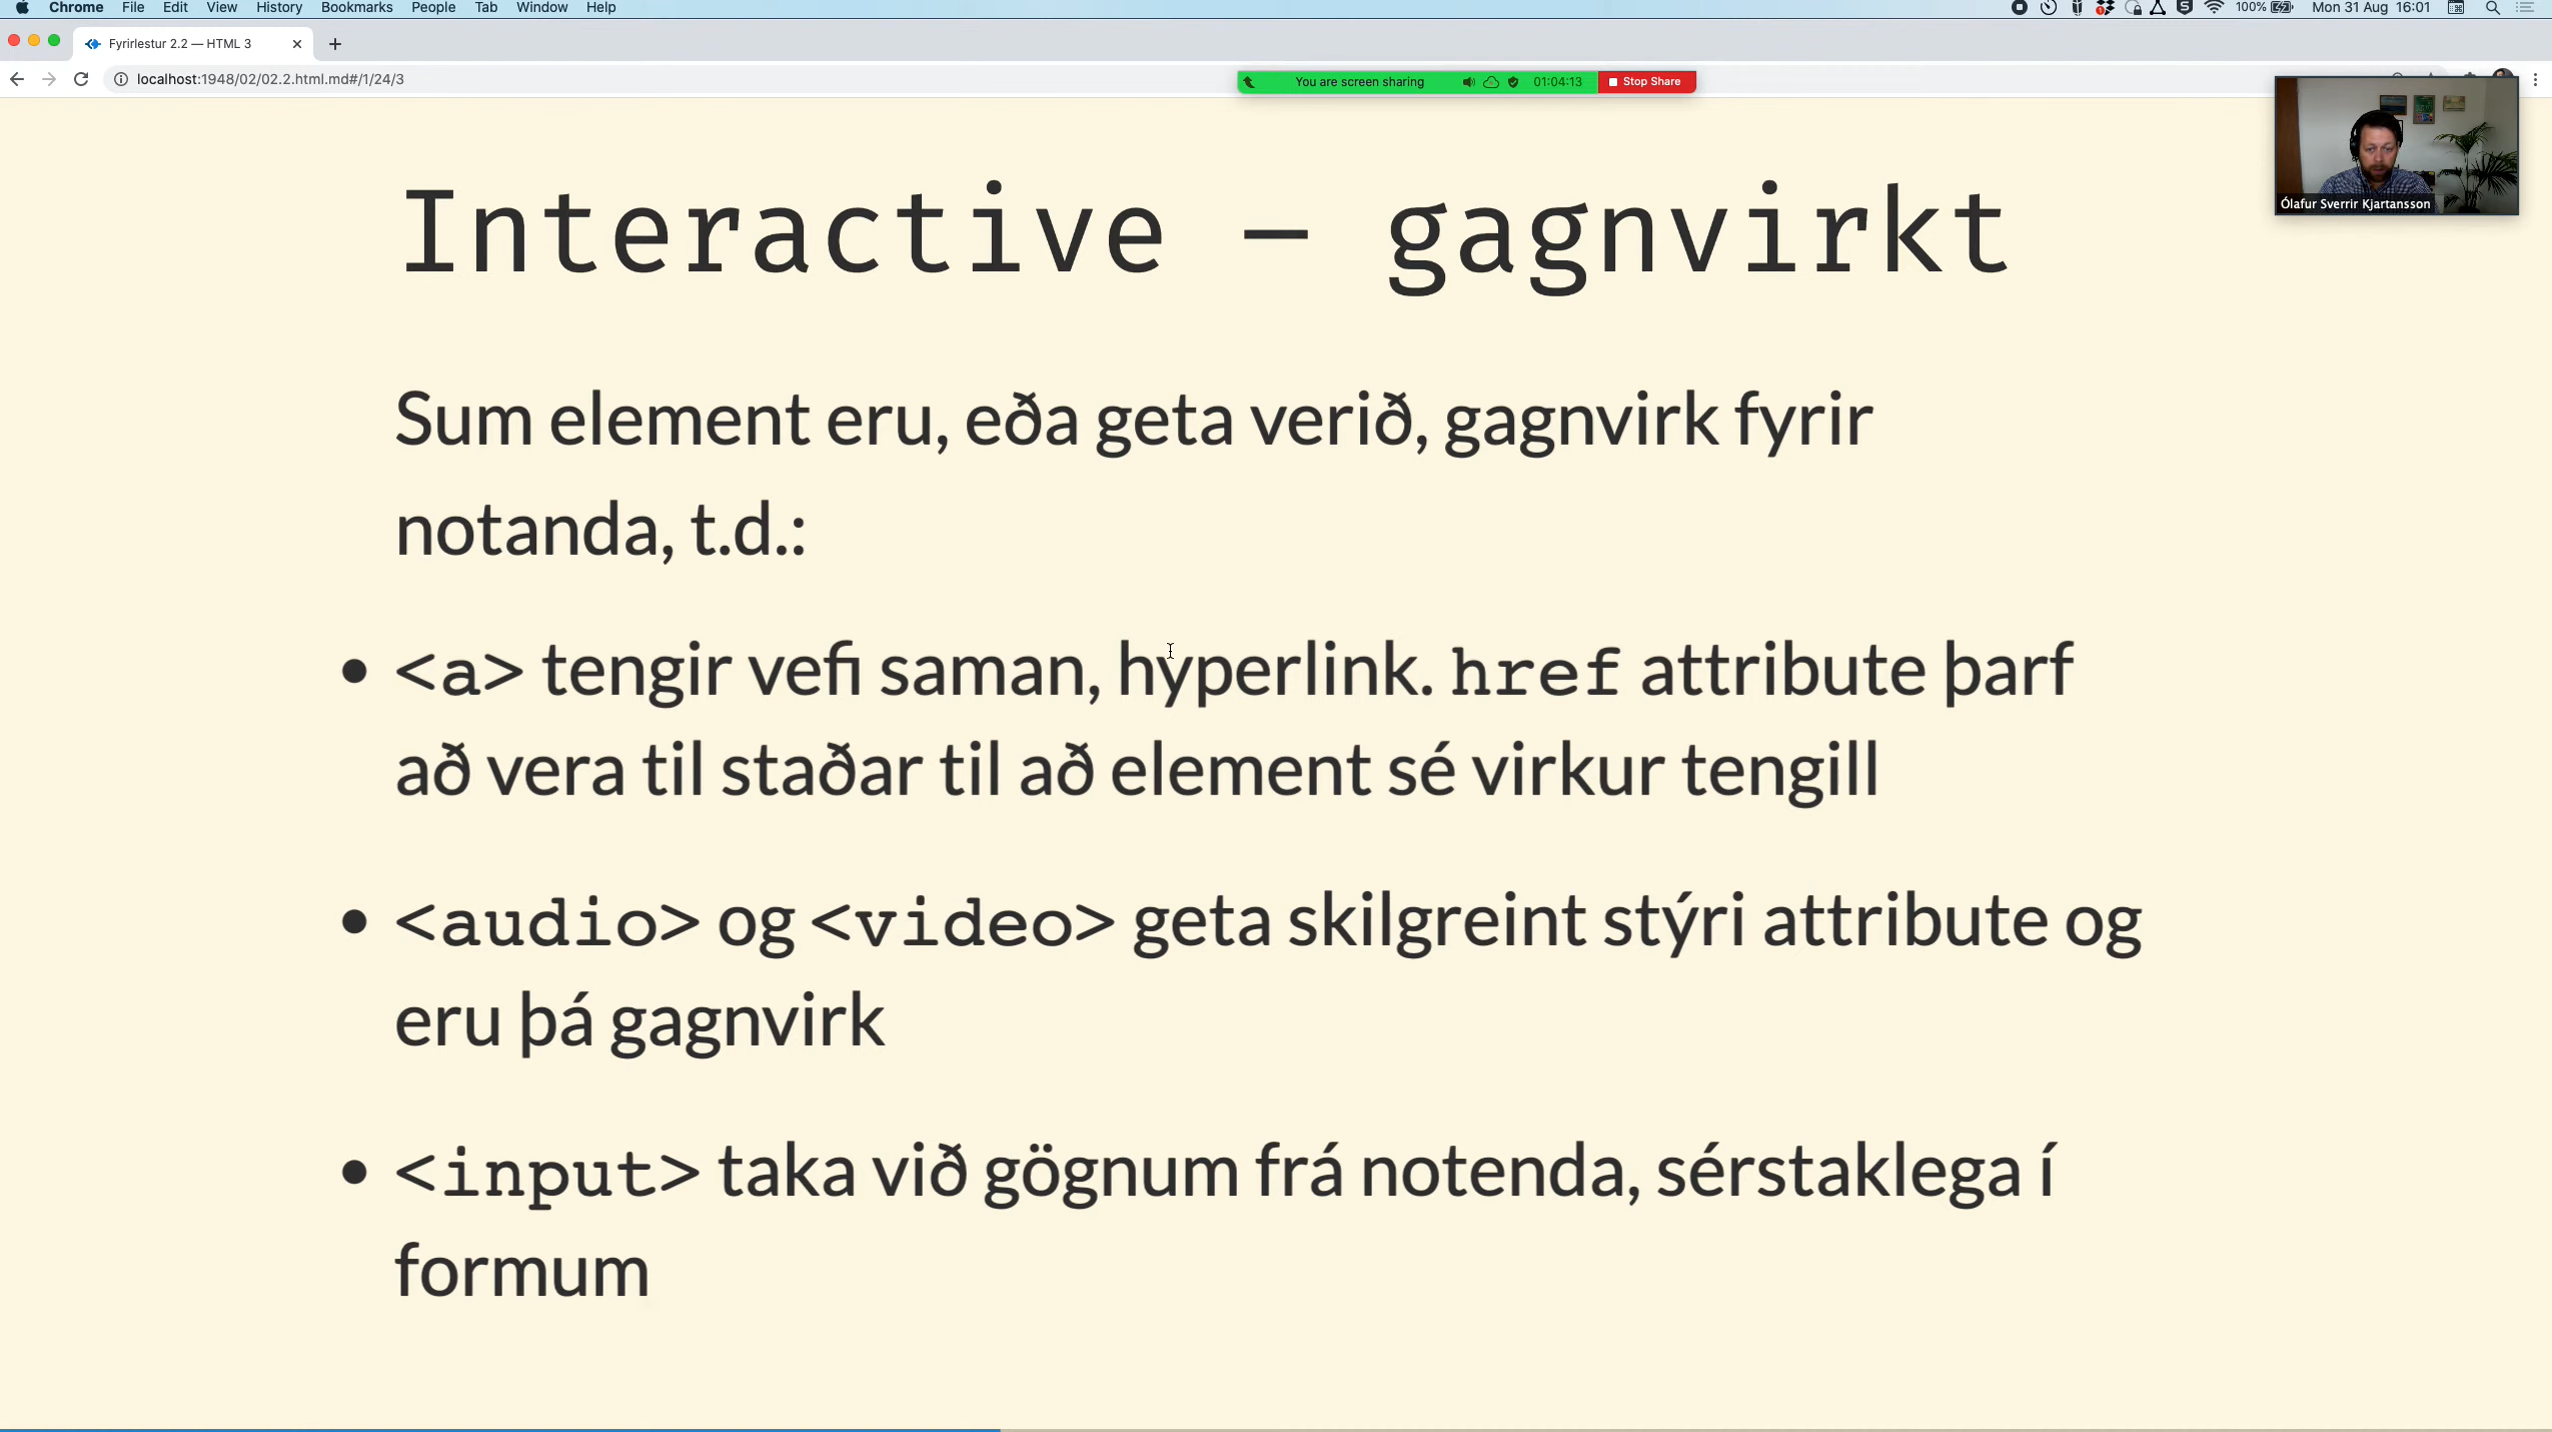 Chrome File Edit View History Bookmarks People Tab Window Help 100% Mon 31 Aug 16:01
Fyrirlestur 2.2 — HTML 3
localhost:1948/02/02.2.html.md#/1/24/3
You are screen sharing 01:04:13 Stop Share
Ólafur Sverrir Kjartansson
Interactive — gagnvirkt
Sum element eru, eða geta verið, gagnvirk fyrir
notanda, t.d.:
• <a> tengir vefi saman, hyperlink. href attribute þarf
að vera til staðar til að element sé virkur tengill
• <audio> og <video> geta skilgreint stýri attribute og
eru þá gagnvirk
• <input> taka við gögnum frá notenda, sérstaklega í
formum